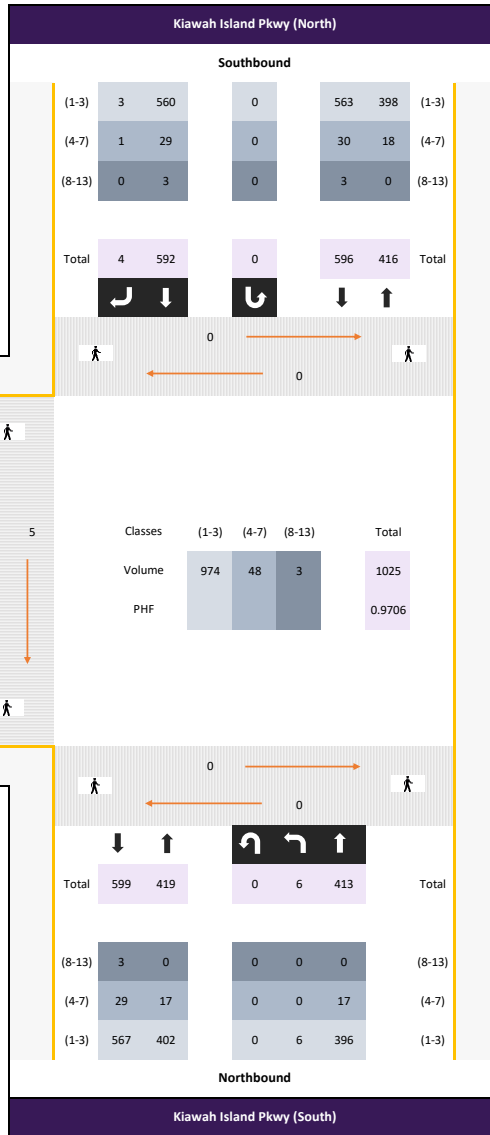 Kiawah Island Pkwy (North)
Southbound
(1-3) 3 560 0 563 398 (1-3)
(4-7) 1 29 0 30 18 (4-7)
(8-13) 0 3 0 3 0 (8-13)
Total 4 592 0 596 416 Total
0
0
5
Classes (1-3) (4-7) (8-13) Total
Volume 974 48 3 1025
PHF 0.9706
0
0
Total 599 419 0 6 413 Total
(8-13) 3 0 0 0 0 (8-13)
(4-7) 29 17 0 0 17 (4-7)
(1-3) 567 402 0 6 396 (1-3)
Northbound
Kiawah Island Pkwy (South)